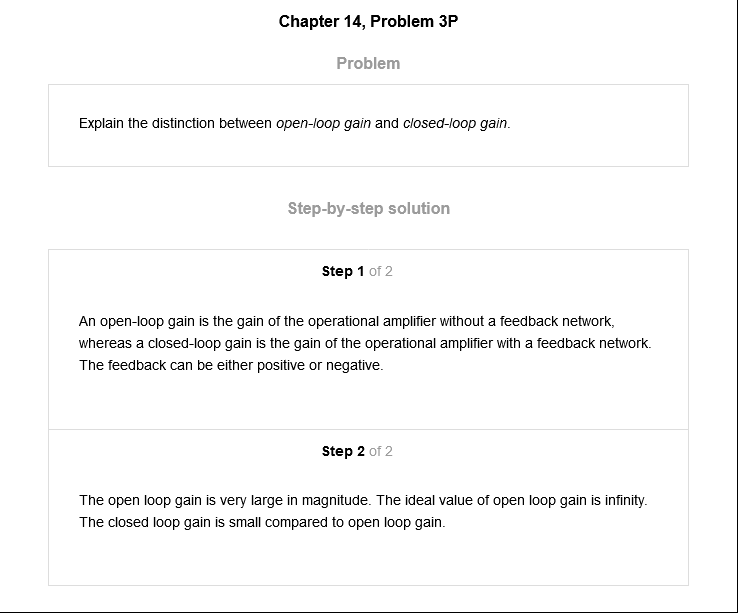 Chapter 14, Problem 3P
Problem
Explain the distinction between open-loop gain and closed-loop gain.
Step-by-step solution
Step 1 of 2
An open-loop gain is the gain of the operational amplifier without a feedback network,
whereas a closed-loop gain is the gain of the operational amplifier with a feedback network.
The feedback can be either positive or negative.
Step 2 of 2
The open loop gain is very large in magnitude. The ideal value of open loop gain is infinity.
The closed loop gain is small compared to open loop gain.